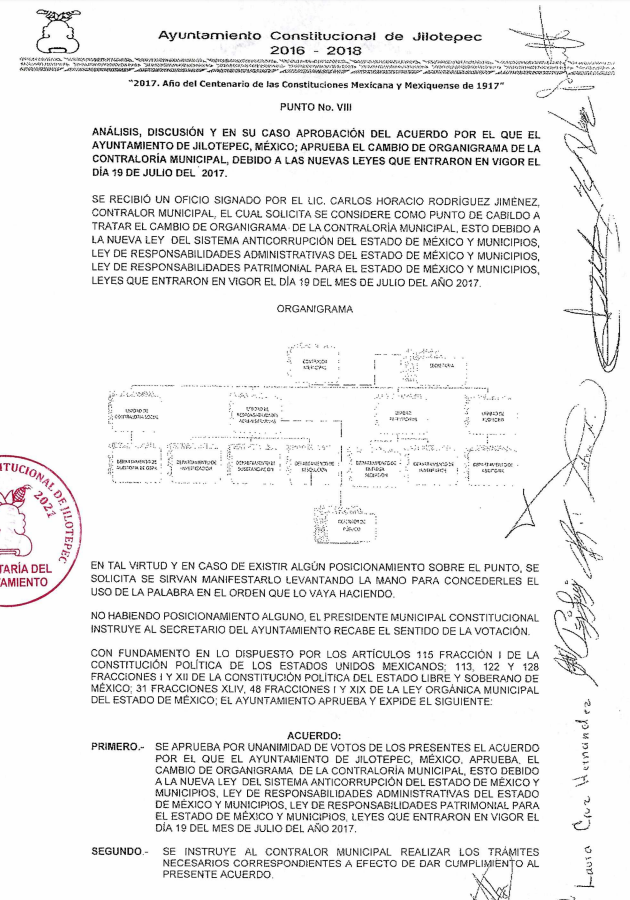 Ayuntamiento Constitucional de Jilotepec
2016 - 2018
"2017. Año del Centenario de las Constituciones Mexicana y Mexiquense de 1917"
PUNTO No. VIII
ANÁLISIS, DISCUSIÓN Y EN SU CASO APROBACIÓN DEL ACUERDO POR EL QUE EL
AYUNTAMIENTO DE JILOTEPEC, MÉXICO; APRUEBA EL CAMBIO DE ORGANIGRAMA DE LA
CONTRALORÍA MUNICIPAL, DEBIDO A LAS NUEVAS LEYES QUE ENTRARON EN VIGOR EL
DÍA 19 DE JULIO DEL 2017.
SE RECIBIÓ UN OFICIO SIGNADO POR EL LIC. CARLOS HORACIO RODRÍGUEZ JIMÉNEZ,
CONTRALOR MUNICIPAL, EL CUAL SOLICITA SE CONSIDERE COMO PUNTO DE CABILDO A
TRATAR EL CAMBIO DE ORGANIGRAMA DE LA CONTRALORÍA MUNICIPAL, ESTO DEBIDO A
LA NUEVA LEY DEL SISTEMA ANTICORRUPCIÓN DEL ESTADO DE MÉXICO Y MUNICIPIOS,
LEY DE RESPONSABILIDADES ADMINISTRATIVAS DEL ESTADO DE MÉXICO Y MUNICIPIOS,
LEY DE RESPONSABILIDADES PATRIMONIAL PARA EL ESTADO DE MÉXICO Y MUNICIPIOS,
LEYES QUE ENTRARON EN VIGOR EL DÍA 19 DEL MES DE JULIO DEL AÑO 2017.
ORGANIGRAMA
CONTRALOR
MUNICIPAL
SECRETARIA
UNIDAD DE
CONTRALORIA SOCIAL
UNIDAD DE
RESPONSABILIDADES
ADMINISTRATIVAS
UNIDAD
UNIDAD DE
AUDITORIA
DEPARTAMENTO DE
AUDITORIA DE OBRA
DEPARTAMENTO DE
INVESTIGACION
DEPARTAMENTO DE
SUBSTANCIACION
DEPARTAMENTO DE
RESOLUCION
DEPARTAMENTO DE
ENTREGA
RECEPCION
DEPARTAMENTO DE
INVENTARIOS
DEPARTAMENTO DE
DEFENSOR DE
PÚBLICO
EN TAL VIRTUD Y EN CASO DE EXISTIR ALGÚN POSICIONAMIENTO SOBRE EL PUNTO, SE
SOLICITA SE SIRVAN MANIFESTARLO LEVANTANDO LA MANO PARA CONCEDERLES EL
USO DE LA PALABRA EN EL ORDEN QUE LO VAYA HACIENDO.
NO HABIENDO POSICIONAMIENTO ALGUNO, EL PRESIDENTE MUNICIPAL CONSTITUCIONAL
INSTRUYE AL SECRETARIO DEL AYUNTAMIENTO RECABE EL SENTIDO DE LA VOTACIÓN.
CON FUNDAMENTO EN LO DISPUESTO POR LOS ARTÍCULOS 115 FRACCIÓN I DE LA
CONSTITUCIÓN POLÍTICA DE LOS ESTADOS UNIDOS MEXICANOS; 113, 122 Y 128
FRACCIONES I Y XII DE LA CONSTITUCIÓN POLÍTICA DEL ESTADO LIBRE Y SOBERANO DE
MÉXICO; 31 FRACCIONES XLIV, 48 FRACCIONES I Y XIX DE LA LEY ORGÁNICA MUNICIPAL
DEL ESTADO DE MÉXICO; EL AYUNTAMIENTO APRUEBA Y EXPIDE EL SIGUIENTE:
ACUERDO:
PRIMERO.- SE APRUEBA POR UNANIMIDAD DE VOTOS DE LOS PRESENTES EL ACUERDO
POR EL QUE EL AYUNTAMIENTO DE JILOTEPEC, MÉXICO, APRUEBA, EL
CAMBIO DE ORGANIGRAMA DE LA CONTRALORÍA MUNICIPAL, ESTO DEBIDO
A LA NUEVA LEY DEL SISTEMA ANTICORRUPCIÓN DEL ESTADO DE MÉXICO Y
MUNICIPIOS, LEY DE RESPONSABILIDADES ADMINISTRATIVAS DEL ESTADO
DE MÉXICO Y MUNICIPIOS, LEY DE RESPONSABILIDADES PATRIMONIAL PARA
EL ESTADO DE MÉXICO Y MUNICIPIOS, LEYES QUE ENTRARON EN VIGOR EL
DÍA 19 DEL MES DE JULIO DEL AÑO 2017.
SEGUNDO.- SE INSTRUYE AL CONTRALOR MUNICIPAL REALIZAR LOS TRÁMITES
NECESARIOS CORRESPONDIENTES A EFECTO DE DAR CUMPLIMIENTO AL
PRESENTE ACUERDO.
Laura Cruz Hernández
DE JILOTEPEC
2021
TARÍA DEL
TAMIENTO